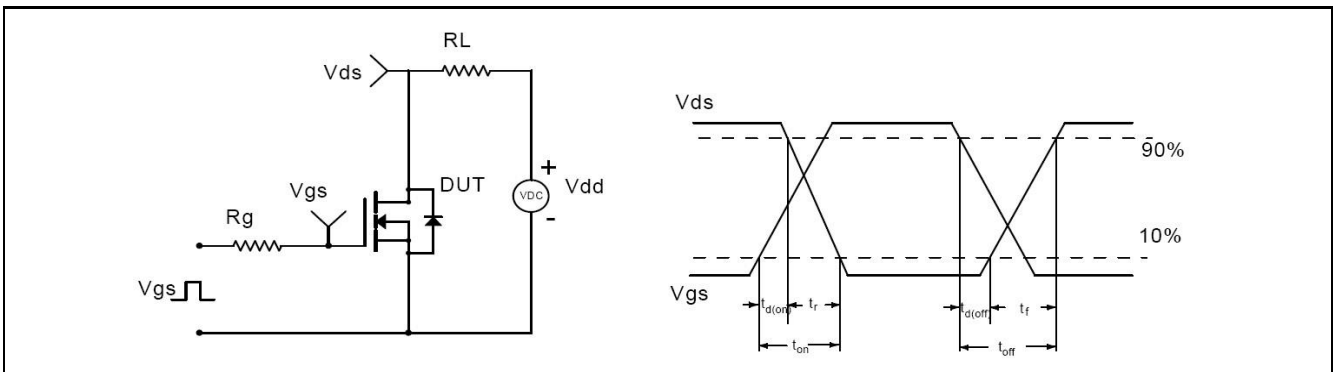 RL
Vds
Vgs
DUT
VDC
+
Vdd
-
Rg
Vgs
Vds
90%
10%
Vgs
td(on)
tr
td(off)
tf
ton
toff